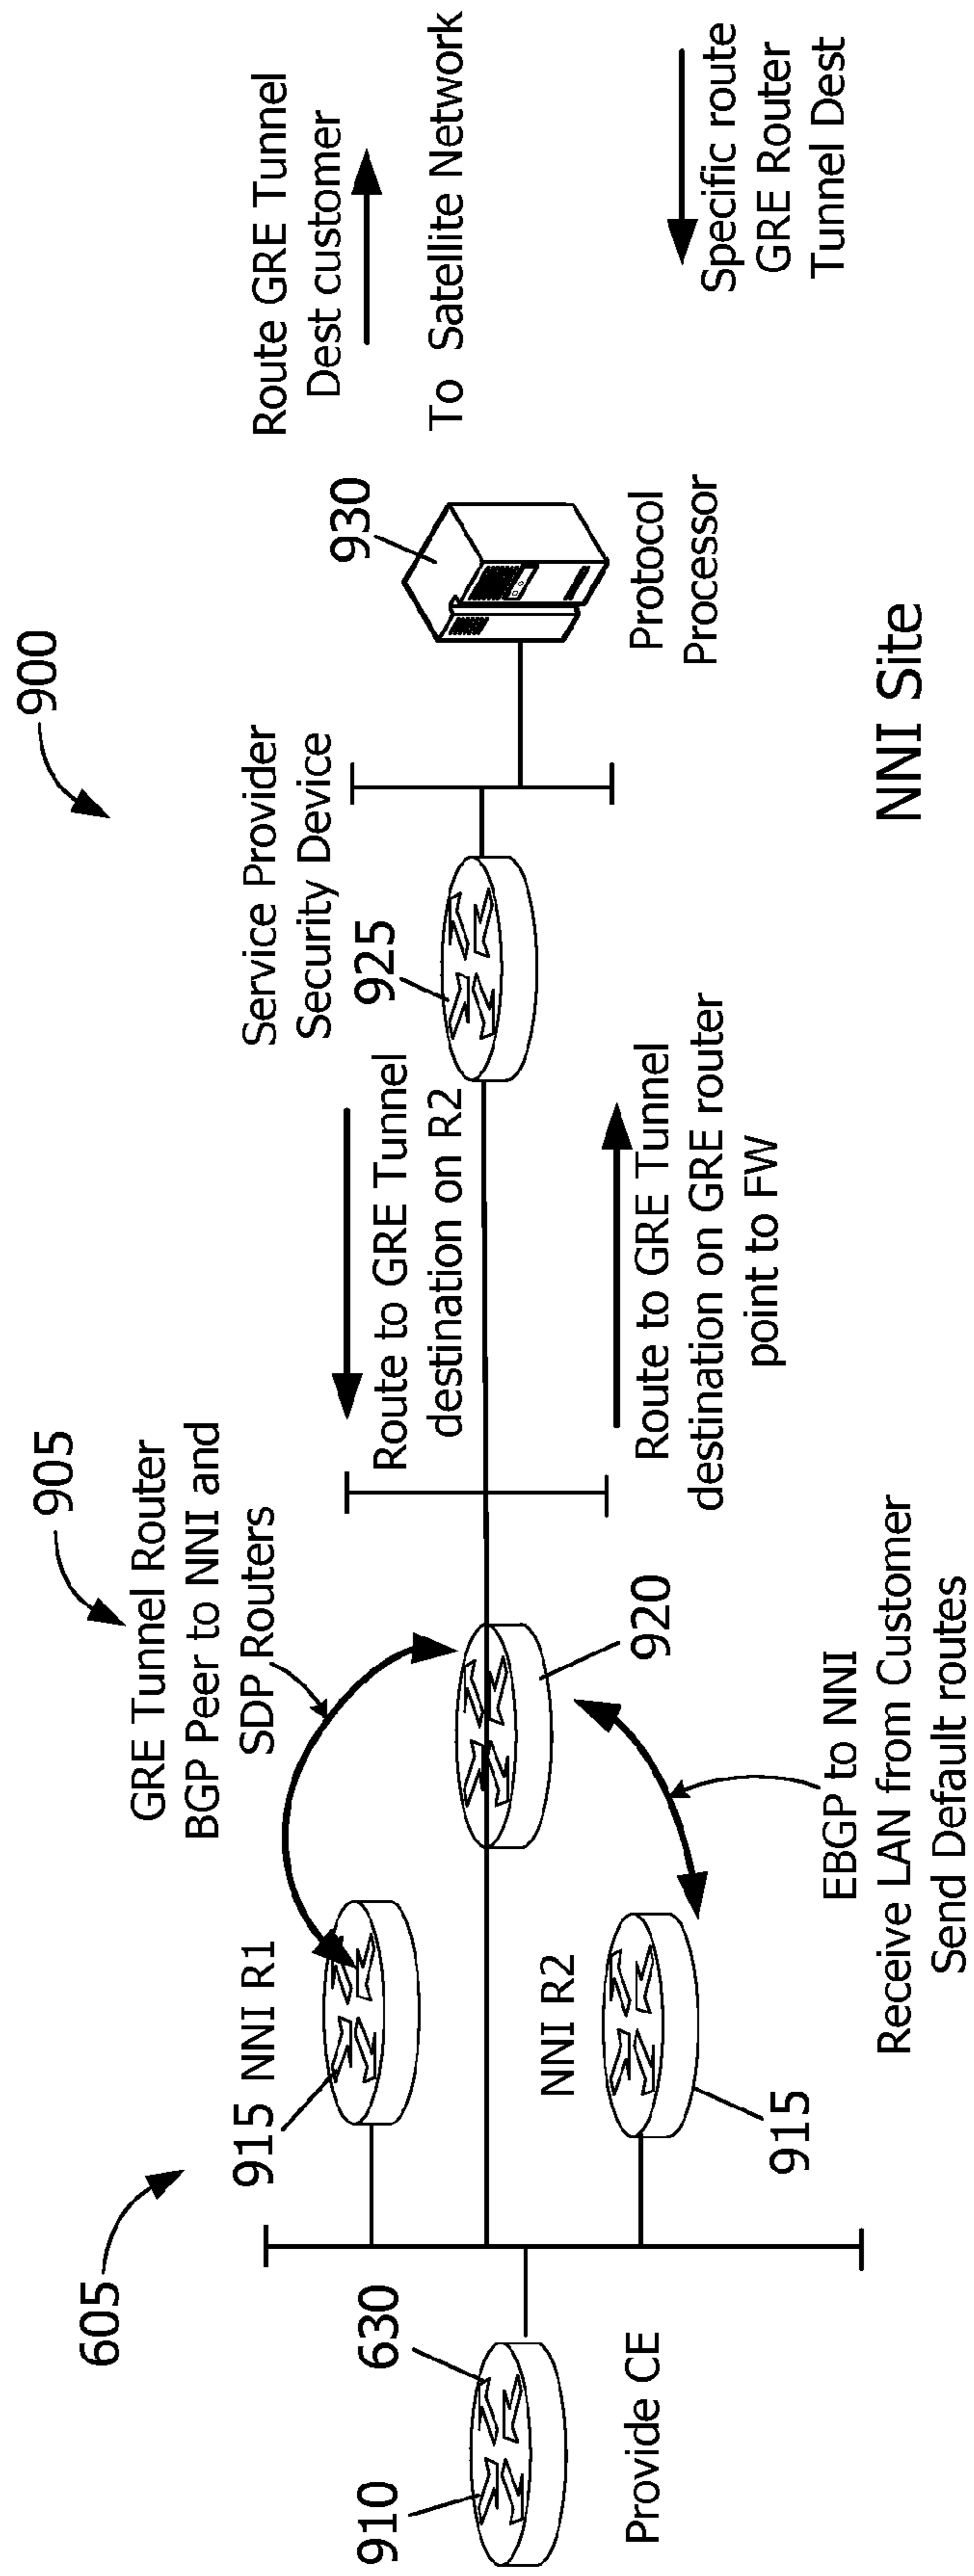 900
905
605
GRE Tunnel Router
BGP Peer to NNI and
SDP Routers
Service Provider
Security Device
Route GRE Tunnel
Dest customer
915
NNI R1
925
930
Route to GRE Tunnel
destination on R2
To Satellite Network
910
630
Provide CE
NNI R2
915
920
Route to GRE Tunnel
destination on GRE router
point to FW
Protocol
Processor
Specific route
GRE Router
Tunnel Dest
EBGP to NNI
Receive LAN from Customer
Send Default routes
NNI Site